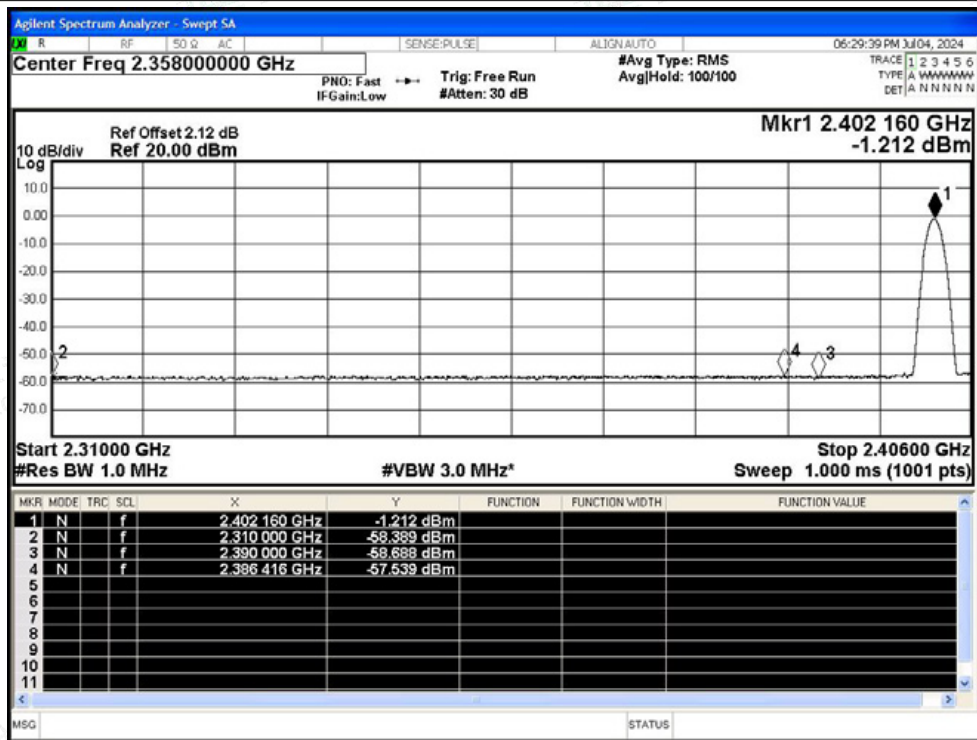 Agilent Spectrum Analyzer - Swept SA
R RF 50 Ω AC SENSE:PULSE ALIGNAUTO 06:29:39 PM Jul 04, 2024
Center Freq 2.358000000 GHz #Avg Type: RMS TRACE 1 2 3 4 5 6
PNO: Fast Trig: Free Run Avg|Hold: 100/100 TYPE A WWWWW
IFGain:Low #Atten: 30 dB DET A N N N N N
Mkr1 2.402 160 GHz
Ref Offset 2.12 dB
10 dB/div Ref 20.00 dBm -1.212 dBm
Log
10.0
1
0.00
-10.0
-20.0
-30.0
-40.0
-50.0 2 4 3
-60.0
-70.0
Start 2.31000 GHz Stop 2.40600 GHz
#Res BW 1.0 MHz #VBW 3.0 MHz* Sweep 1.000 ms (1001 pts)
MKR MODE TRC SCL X Y FUNCTION FUNCTION WIDTH FUNCTION VALUE
1 N f 2.402 160 GHz -1.212 dBm
2 N f 2.310 000 GHz -58.389 dBm
3 N f 2.390 000 GHz -58.688 dBm
4 N f 2.386 416 GHz -57.539 dBm
5
6
7
8
9
10
11
MSG STATUS